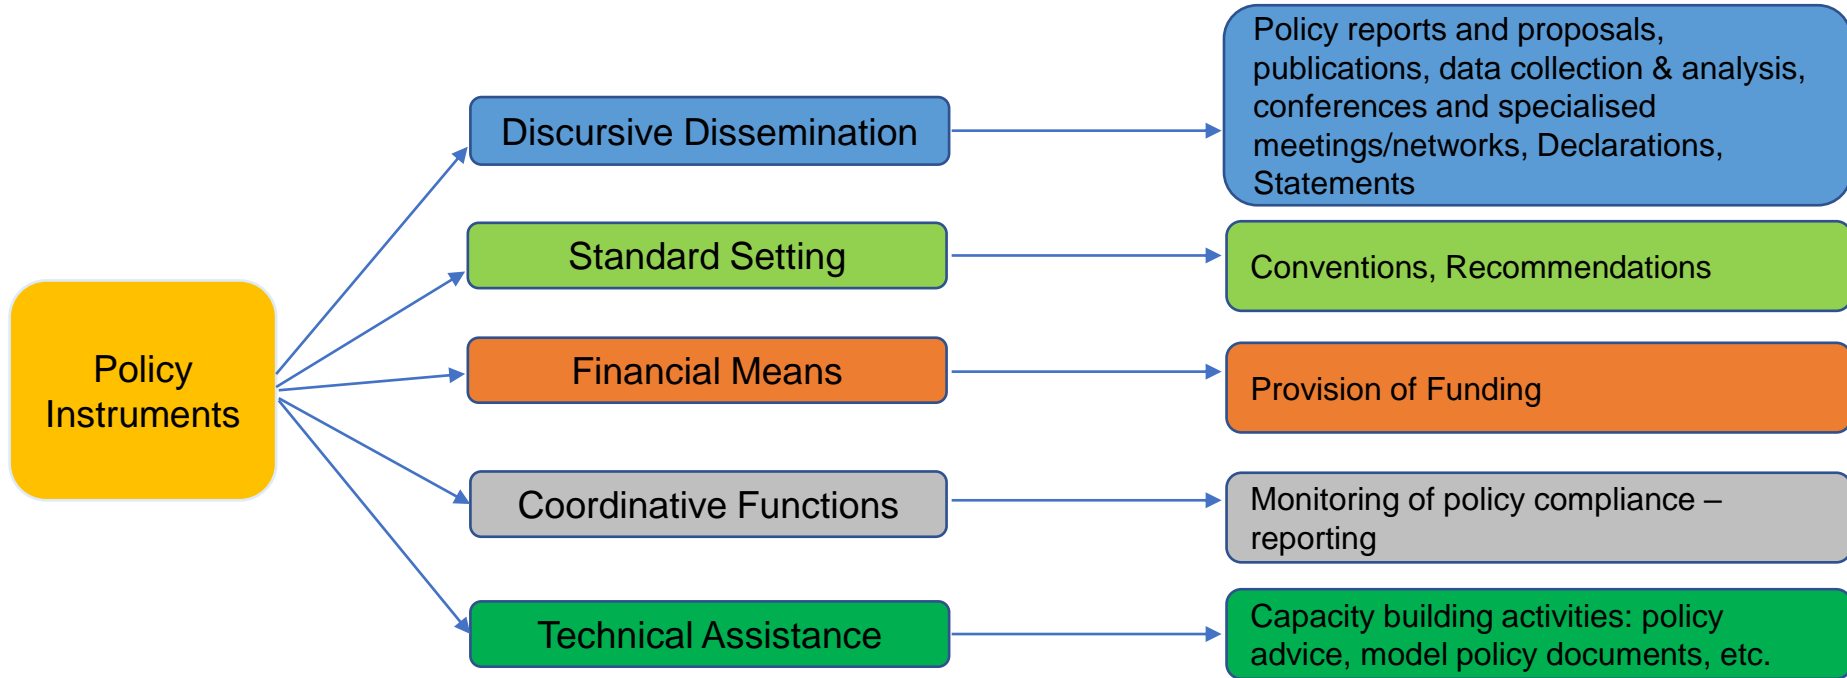 Policy
Instruments
Discursive Dissemination
Policy reports and proposals,
publications, data collection & analysis,
conferences and specialised
meetings/networks, Declarations,
Statements
Standard Setting
Conventions, Recommendations
Financial Means
Provision of Funding
Coordinative Functions
Monitoring of policy compliance –
reporting
Technical Assistance
Capacity building activities: policy
advice, model policy documents, etc.